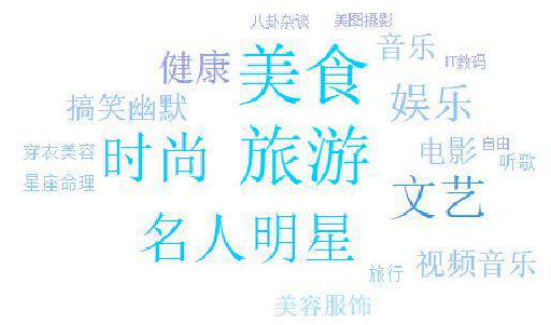 八卦杂谈
美图摄影
健康
美食
音乐
IT数码
搞笑幽默
娱乐
穿衣美容
时尚
旅游
电影
自由
听歌
星座命理
文艺
名人明星
旅行
视频音乐
美容服饰